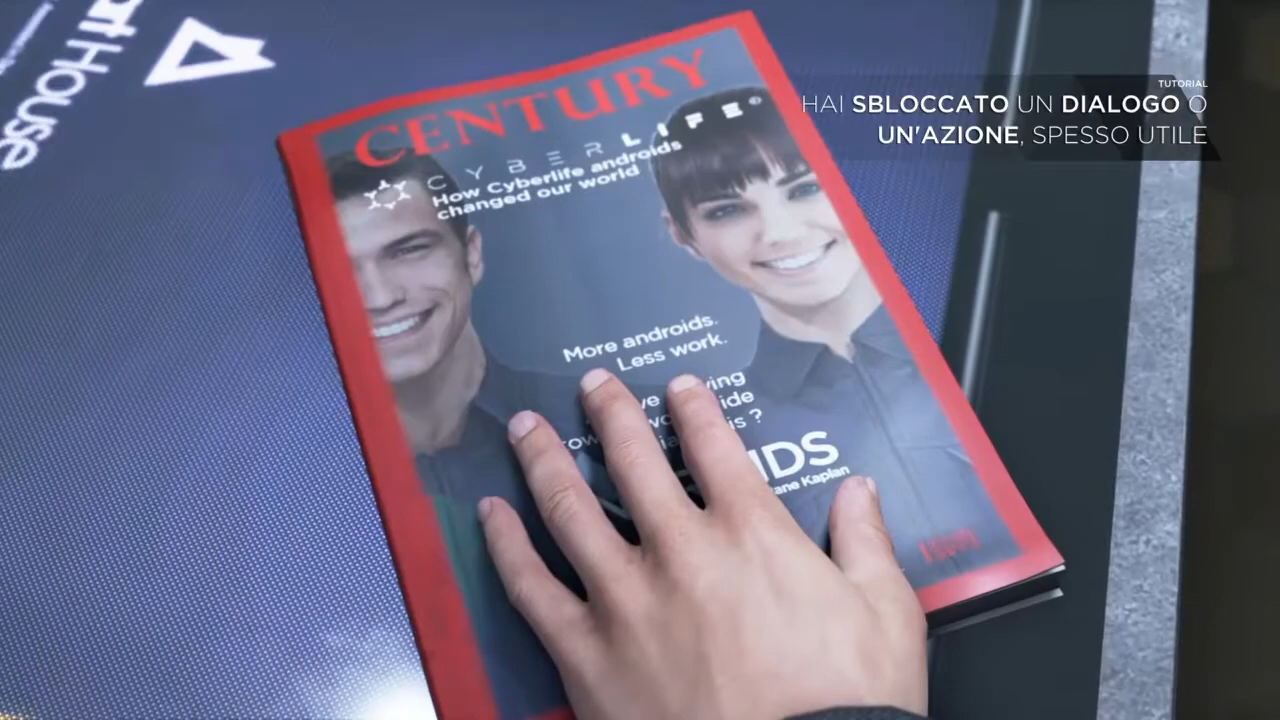 House
CENTURY
CYBERLIFE
How Cyberlife androids
changed our world
More androids.
Less work.
?
Kaplan
TUTORIAL
HAI SBLOCCATO UN DIALOGO O
UN'AZIONE, SPESSO UTILE